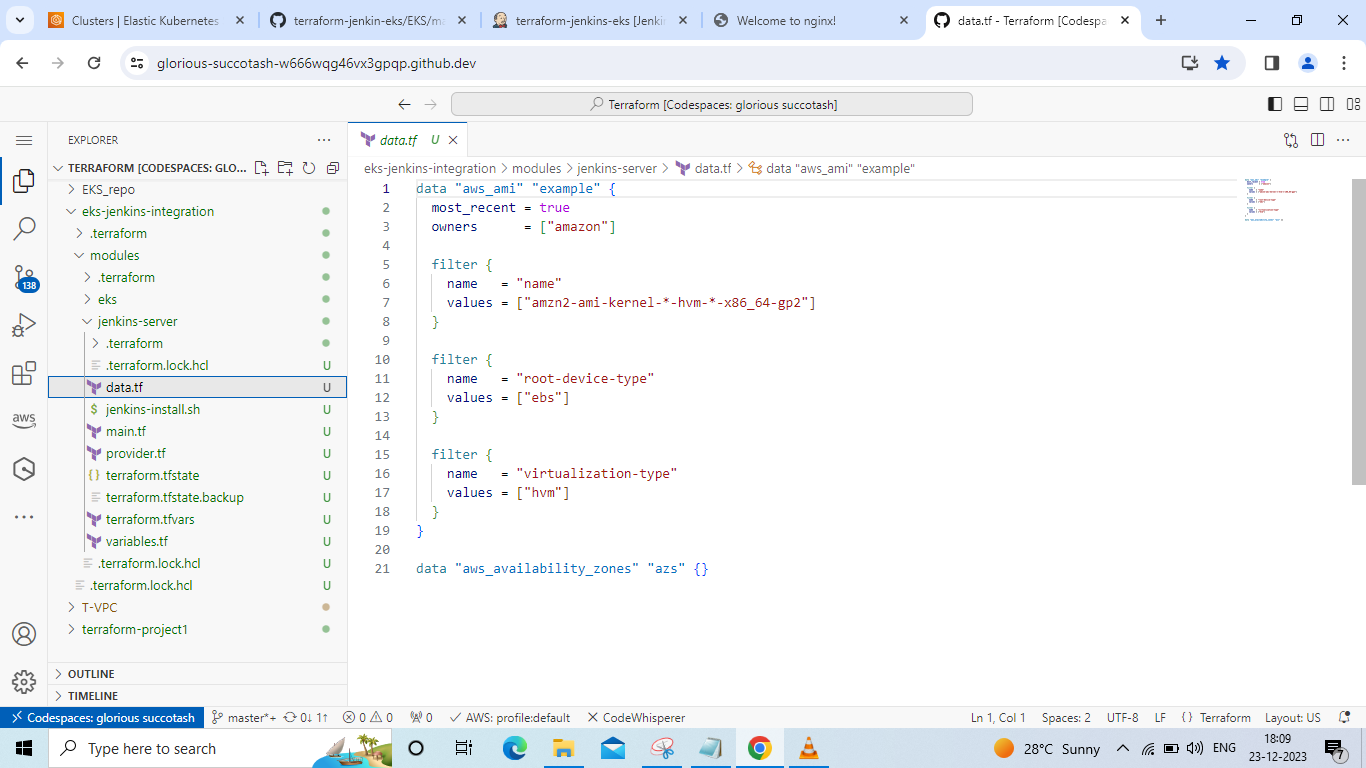 Clusters | Elastic Kubernetes
terraform-jenkin-eks/EKS/mo
terraform-jenkins-eks [Jenki
Welcome to nginx!
data.tf - Terraform [Codespa
glorious-succotash-w666wqg46vx3gpqp.github.dev
Terraform [Codespaces: glorious succotash]
EXPLORER
TERRAFORM [CODESPACES: GLO...
EKS_repo
eks-jenkins-integration
.terraform
modules
.terraform
eks
jenkins-server
.terraform
.terraform.lock.hcl U
data.tf U
$ jenkins-install.sh U
main.tf U
provider.tf U
{} terraform.tfstate U
terraform.tfstate.backup U
terraform.tfvars U
variables.tf U
.terraform.lock.hcl U
.terraform.lock.hcl U
T-VPC
terraform-project1
OUTLINE
TIMELINE
138
aws
data.tf U
eks-jenkins-integration > modules > jenkins-server > data.tf > data "aws_ami" "example"
1 data "aws_ami" "example" {
2 most_recent = true
3 owners = ["amazon"]
4
5 filter {
6 name = "name"
7 values = ["amzn2-ami-kernel-*-hvm-*-x86_64-gp2"]
8 }
9
10 filter {
11 name = "root-device-type"
12 values = ["ebs"]
13 }
14
15 filter {
16 name = "virtualization-type"
17 values = ["hvm"]
18 }
19 }
20
21 data "aws_availability_zones" "azs" {}
Codespaces: glorious succotash
master*+
0↓ 1↑
0 0
0
AWS: profile:default
CodeWhisperer
Ln 1, Col 1
Spaces: 2
UTF-8
LF
{} Terraform
Layout: US
Type here to search
28°C Sunny
ENG
18:09
23-12-2023
7